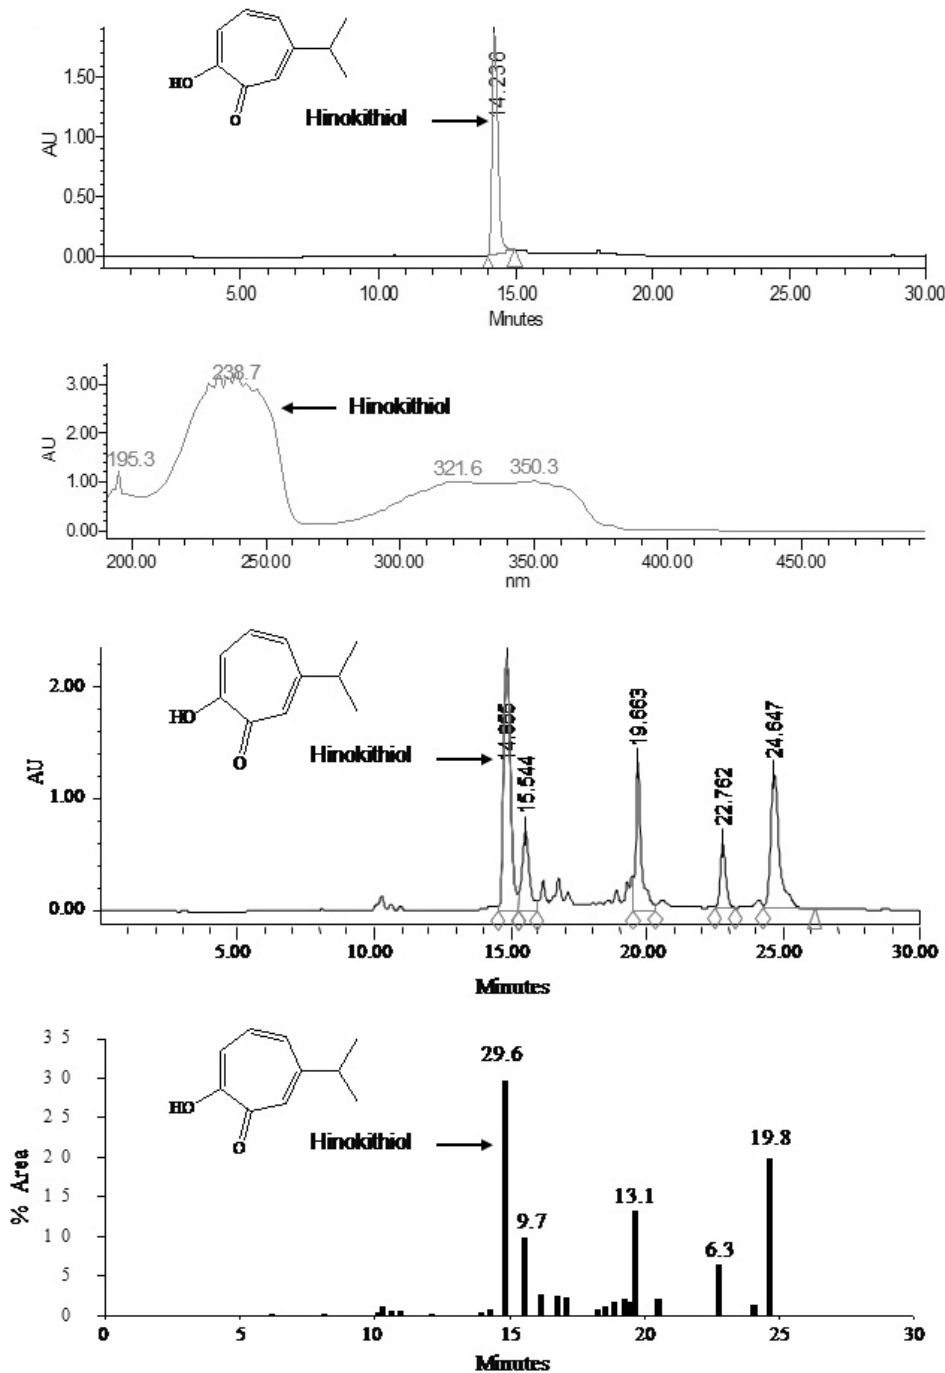 HO
O
Hinokithiol
14.236
AU
1.50
1.00
0.50
0.00
5.00 10.00 15.00 20.00 25.00 30.00
Minutes
238.7
Hinokithiol
195.3
321.6 350.3
AU
3.00
2.00
1.00
0.00
200.00 250.00 300.00 350.00 400.00 450.00
nm
HO
O
Hinokithiol
15.544
19.663
22.762
24.647
AU
2.00
1.00
0.00
5.00 10.00 15.00 20.00 25.00 30.00
Minutes
HO
O
Hinokithiol
29.6
9.7
13.1
6.3
19.8
% Area
35
30
25
20
15
10
5
0
0 5 10 15 20 25 30
Minutes